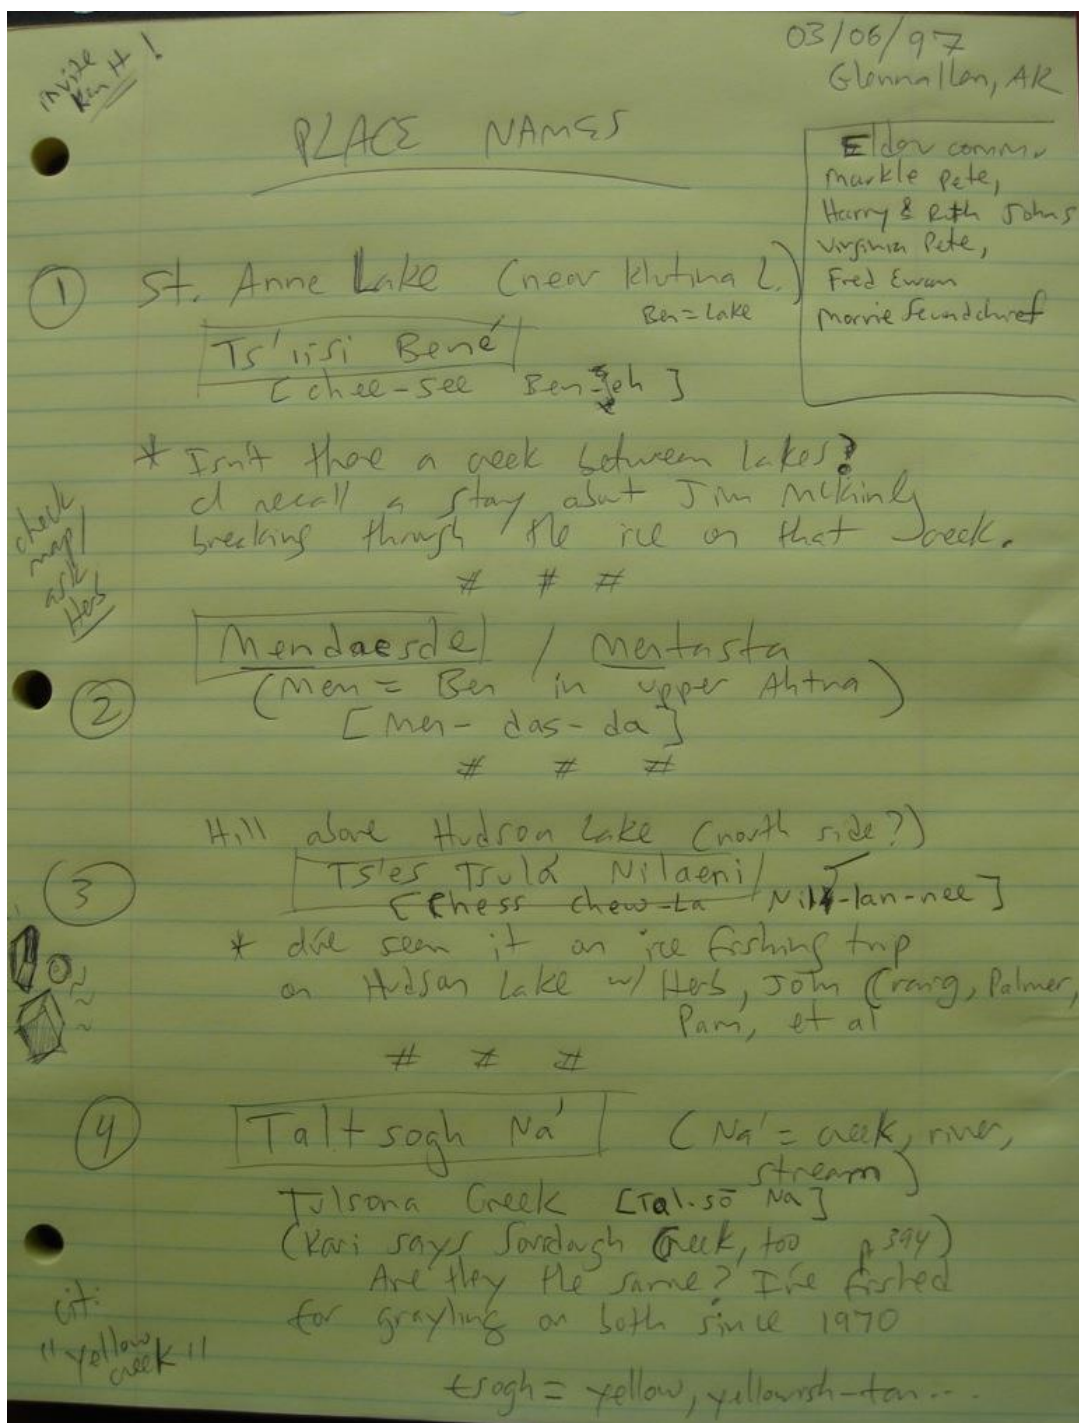 03/06/97
Glennallen, AK
invite
Ken H!
PLACE NAMES
Elder comm.
Markle Pete,
Harry & Ruth Johns
Virginia Pete,
Fred Ewan
Morrie Secondchief
① St. Anne Lake (near Klutina L.)
Ben = Lake
Ts'iisi Bene'
[chee-see Ben-eh]
* Isn't there a creek between lakes?
I recall a story about Jim McKinley
breaking through the ice on that creek.
check
map/
ask
Herb
# # #
② Mendaesde / Mentasta
(Men = Ben in upper Ahtna)
[Men-das-da]
# # #
Hill above Hudson Lake (north side?)
③ Ts'es Tsula' Nilaeni
[Chess chew-La Nil-lan-nee]
* I've seen it on ice fishing trip
on Hudson Lake w/ Herb, John Craig, Palmer,
Pam, et al
# # #
④ Taltsogh Na' (Na' = creek, river,
stream)
Tulsona Creek [Tal-sō Na]
(Kari says Sourdough Creek, too p 394)
Are they the same? I've fished
for grayling on both since 1970
cit:
"yellow
creek"
tsogh = yellow, yellowish-tan...